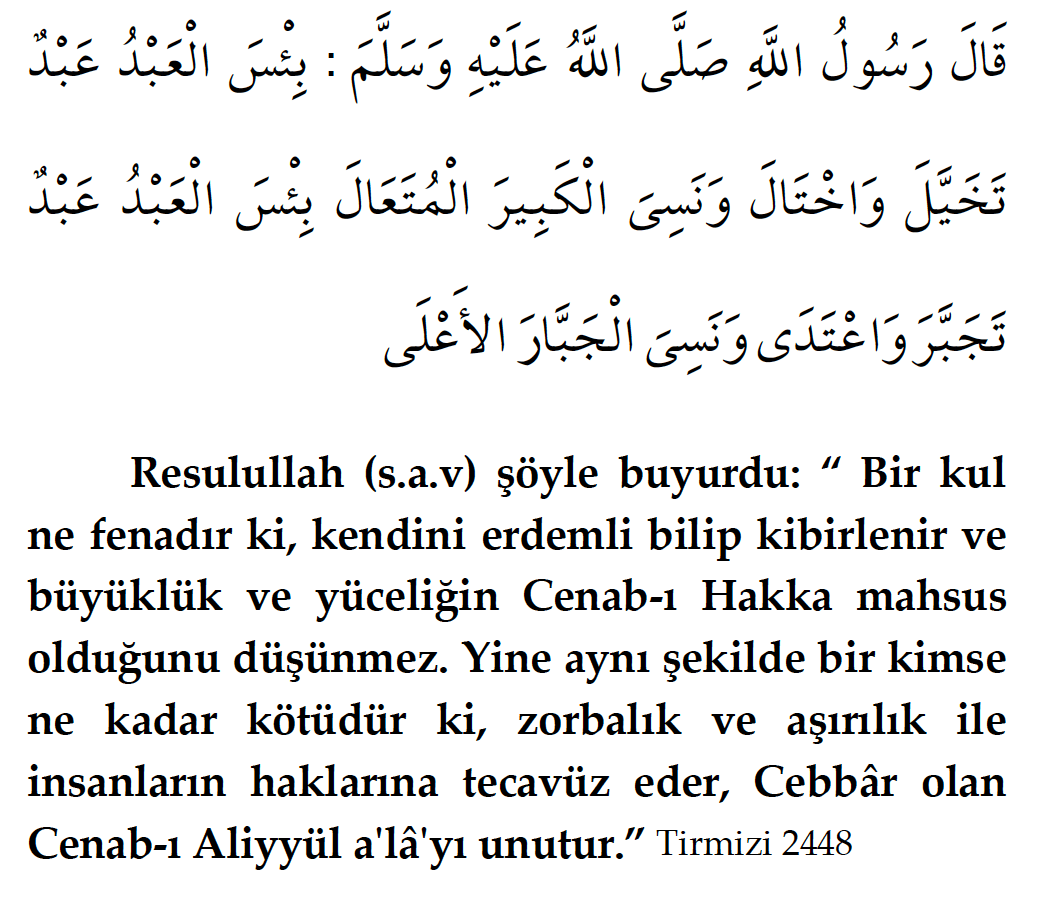 قَالَ رَسُولُ اللَّهِ صَلَّى اللَّهُ عَلَيْهِ وَسَلَّمَ : بِئْسَ الْعَبْدُ عَبْدٌ
تَخَيَّلَ وَاخْتَالَ وَنَسِىَ الْكَبِيرَ الْمُتَعَالَ بِئْسَ الْعَبْدُ عَبْدٌ
تَجَبَّرَ وَاعْتَدَى وَنَسِىَ الْجَبَّارَ الأَعْلَى
Resulullah (s.a.v) şöyle buyurdu: “ Bir kul
ne fenadır ki, kendini erdemli bilip kibirlenir ve
büyüklük ve yüceliğin Cenab-ı Hakka mahsus
olduğunu düşünmez. Yine aynı şekilde bir kimse
ne kadar kötüdür ki, zorbalık ve aşırılık ile
insanların haklarına tecavüz eder, Cebbâr olan
Cenab-ı Aliyyül a'lâ'yı unutur.” Tirmizi 2448